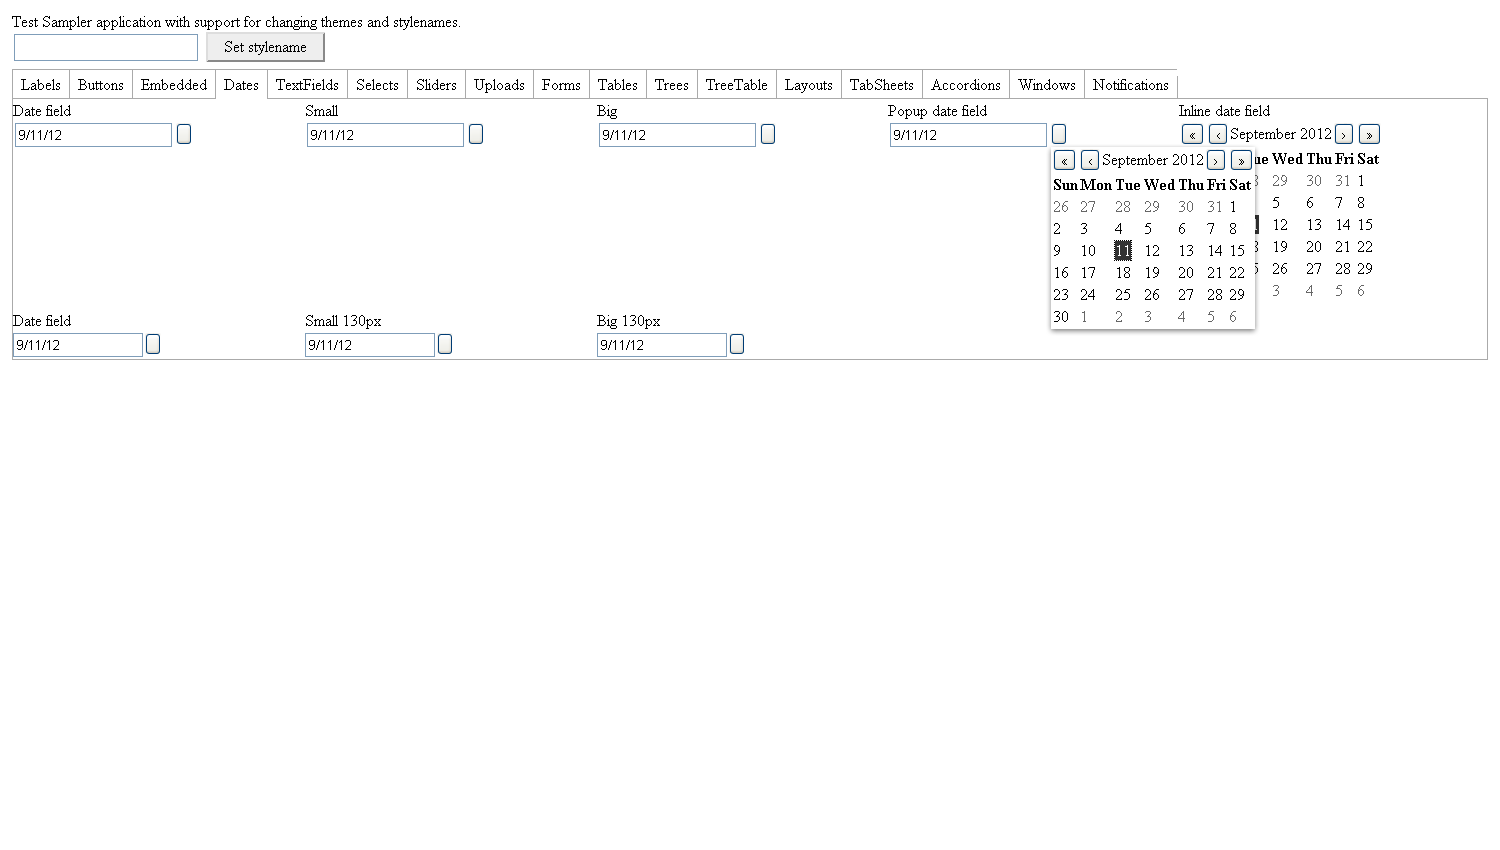 Test Sampler application with support for changing themes and stylenames.
Set stylename
Labels Buttons Embedded Dates TextFields Selects Sliders Uploads Forms Tables Trees TreeTable Layouts TabSheets Accordions Windows Notifications
Date field Small Big Popup date field Inline date field
9/11/12 9/11/12 9/11/12 9/11/12 « ‹ September 2012 › »
« ‹ September 2012 › »
ue Wed Thu Fri Sat
Sun Mon Tue Wed Thu Fri Sat
29 30 31 1
26 27 28 29 30 31 1
5 6 7 8
2 3 4 5 6 7 8
12 13 14 15
9 10 11 12 13 14 15
19 20 21 22
16 17 18 19 20 21 22
26 27 28 29
23 24 25 26 27 28 29
3 4 5 6
30 1 2 3 4 5 6
Date field Small 130px Big 130px
9/11/12 9/11/12 9/11/12